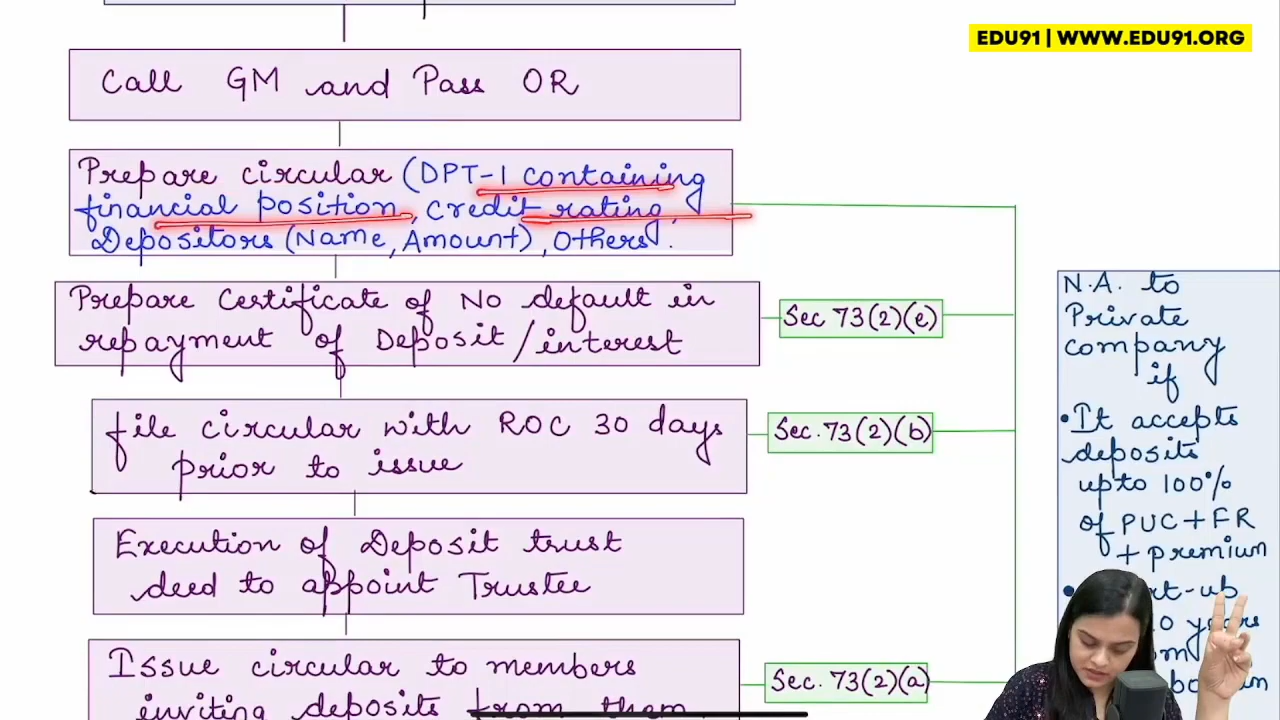 EDU91 | WWW.EDU91.ORG
Call GM and Pass OR
Prepare circular (DPT-1 containing
financial position, Credit rating,
Depositors (Name, Amount), Others.
Prepare Certificate of No default in
repayment of Deposit/interest
Sec 73(2)(e)
file circular with ROC 30 days
prior to issue
Sec. 73(2)(b)
Execution of Deposit trust
deed to appoint Trustee
Issue circular to members
inviting deposits from them.
Sec. 73(2)(a)
N.A. to
Private
company
if
• It accepts
deposits
upto 100%
of PUC + FR
+ premium